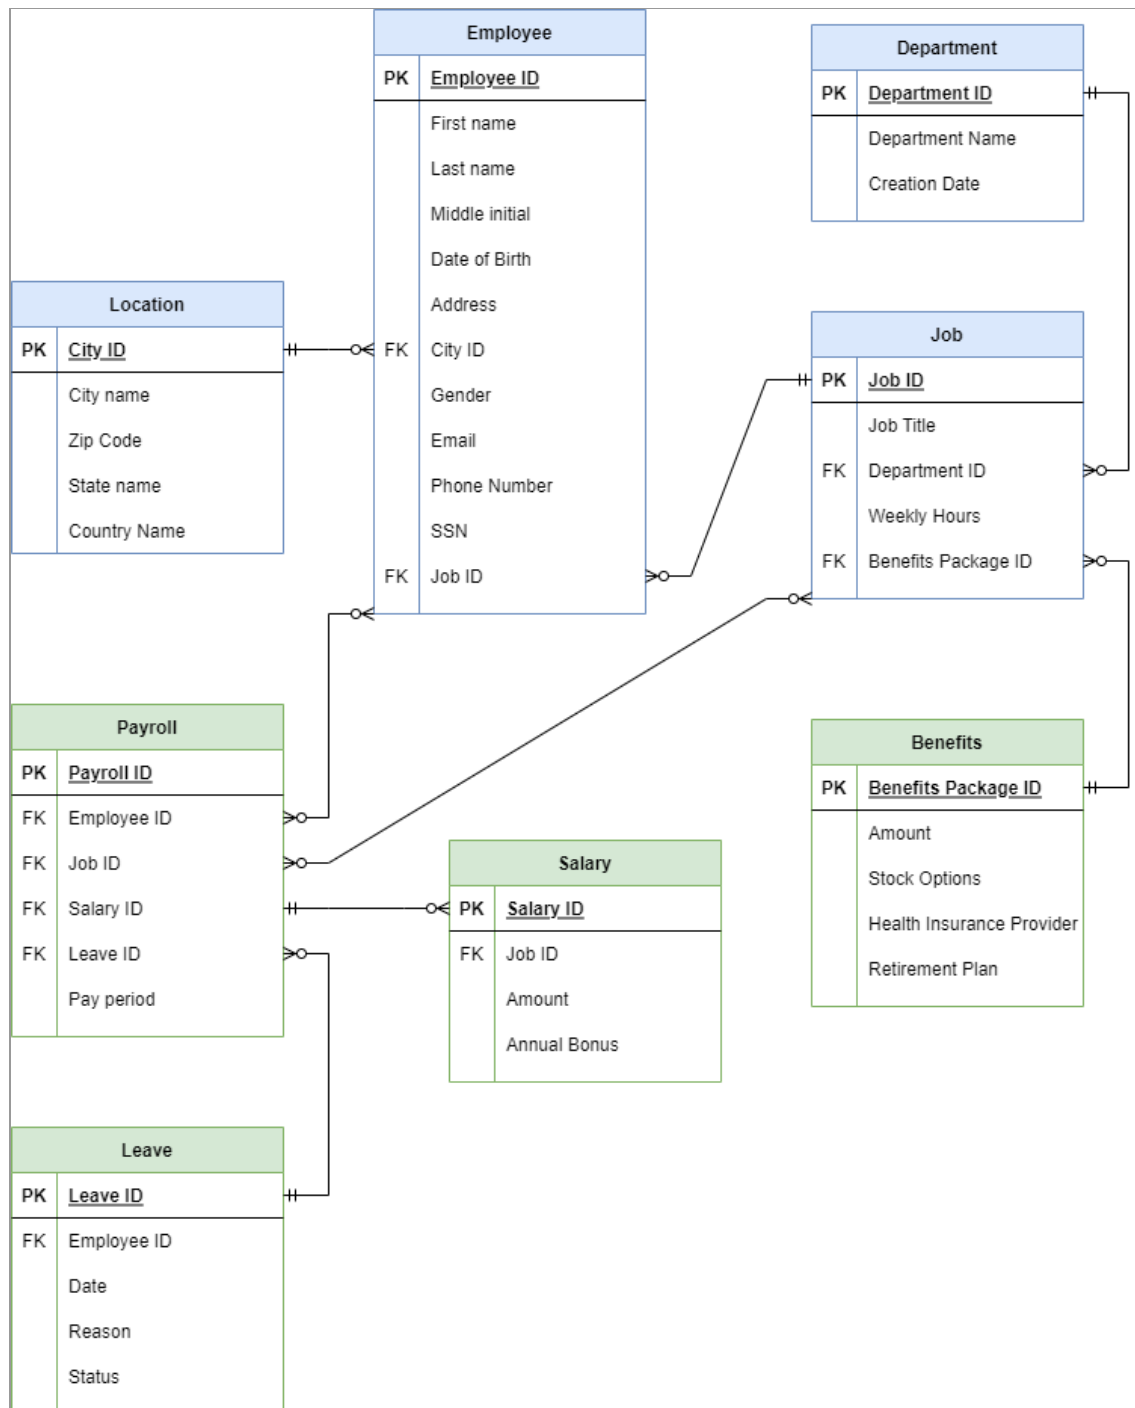 Employee
PK Employee ID
First name
Last name
Middle initial
Date of Birth
Address
FK City ID
Gender
Email
Phone Number
SSN
FK Job ID
Department
PK Department ID
Department Name
Creation Date
Location
PK City ID
City name
Zip Code
State name
Country Name
Job
PK Job ID
Job Title
FK Department ID
Weekly Hours
FK Benefits Package ID
Payroll
PK Payroll ID
FK Employee ID
FK Job ID
FK Salary ID
FK Leave ID
Pay period
Salary
PK Salary ID
FK Job ID
Amount
Annual Bonus
Benefits
PK Benefits Package ID
Amount
Stock Options
Health Insurance Provider
Retirement Plan
Leave
PK Leave ID
FK Employee ID
Date
Reason
Status